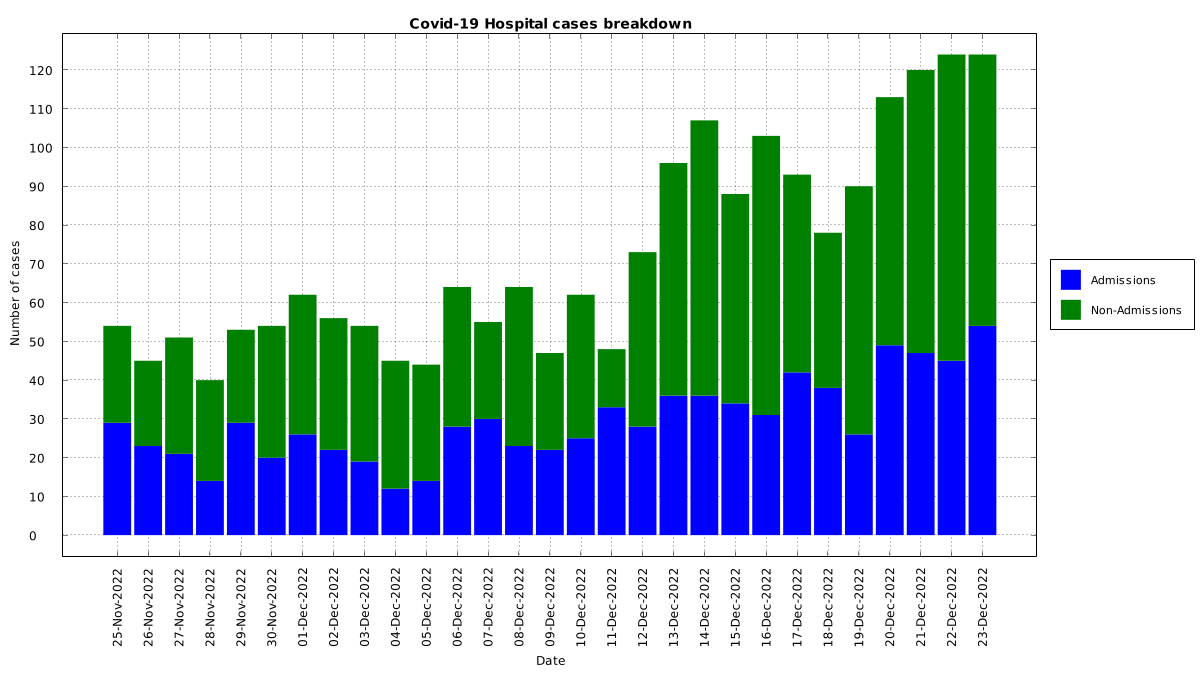 Covid-19 Hospital cases breakdown
120
110
100
90
80
70
60
50
40
30
20
10
0
Number of cases
25-Nov-2022
26-Nov-2022
27-Nov-2022
28-Nov-2022
29-Nov-2022
30-Nov-2022
01-Dec-2022
02-Dec-2022
03-Dec-2022
04-Dec-2022
05-Dec-2022
06-Dec-2022
07-Dec-2022
08-Dec-2022
09-Dec-2022
10-Dec-2022
11-Dec-2022
12-Dec-2022
13-Dec-2022
14-Dec-2022
15-Dec-2022
16-Dec-2022
17-Dec-2022
18-Dec-2022
19-Dec-2022
20-Dec-2022
21-Dec-2022
22-Dec-2022
23-Dec-2022
Date
Admissions
Non-Admissions